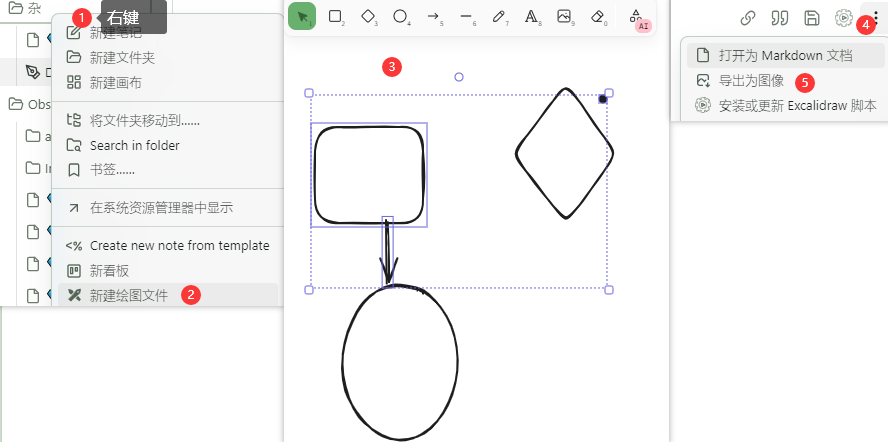 杂
1
右键
新建笔记
D
新建文件夹
新建画布
Obs
将文件夹移动到......
a
Search in folder
In
书签......
在系统资源管理器中显示
<% Create new note from template
新看板
新建绘图文件
2
1
2
3
4
5
6
7
A
8
9
0
AI
3
4
打开为 Markdown 文档
导出为图像
5
安装或更新 Excalidraw 脚本